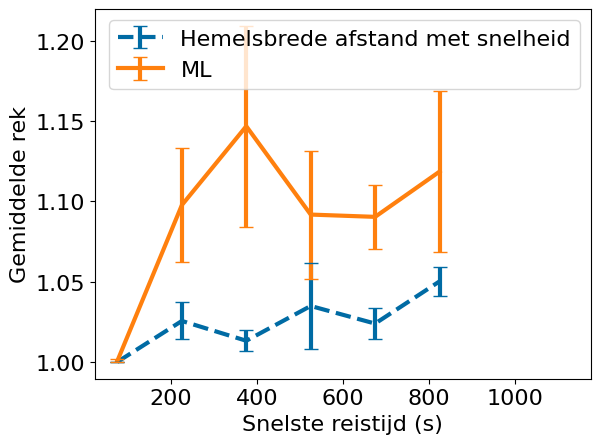 Hemelsbrede afstand met snelheid
ML
1.20
1.15
1.10
1.05
1.00
Gemiddelde rek
200 400 600 800 1000
Snelste reistijd (s)